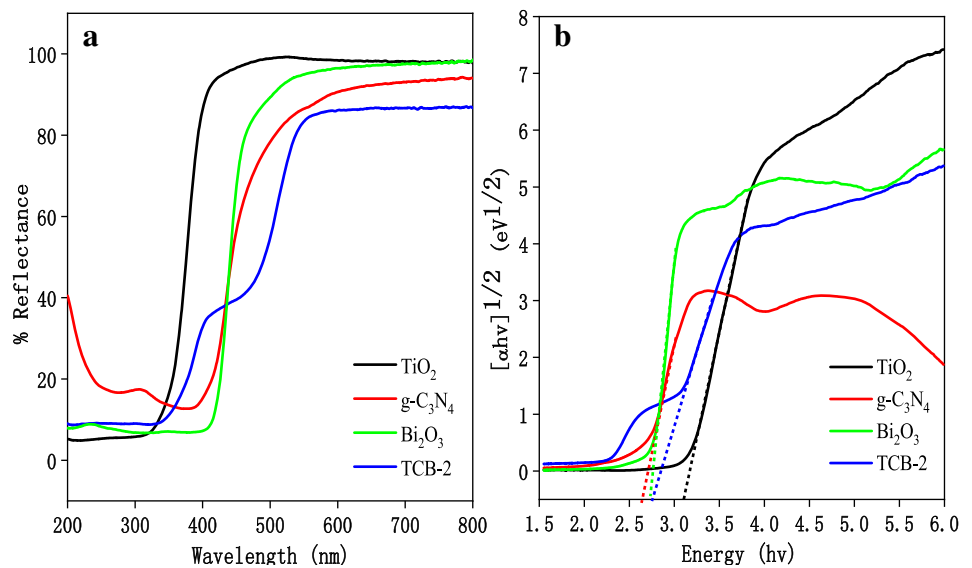 a
% Reflectance
100
80
60
40
20
0
200 300 400 500 600 700 800
Wavelength (nm)
TiO₂
g-C₃N₄
Bi₂O₃
TCB-2
b
[αhv]^1/2 (eV^1/2)
8
7
6
5
4
3
2
1
0
1.5 2.0 2.5 3.0 3.5 4.0 4.5 5.0 5.5 6.0
Energy (hv)
TiO₂
g-C₃N₄
Bi₂O₃
TCB-2